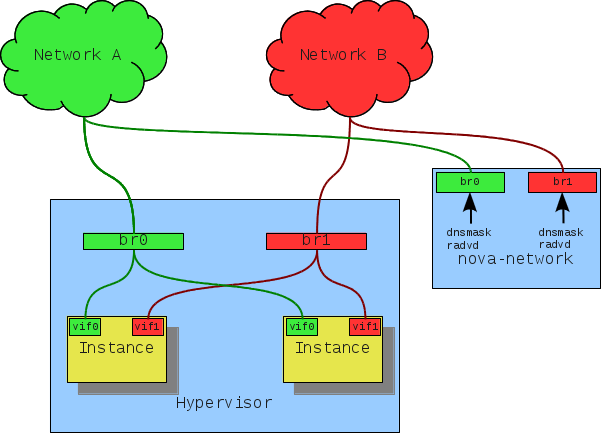 Network A
Network B
br0
br1
dnsmask
radvd
dnsmask
radvd
nova-network
br0
br1
vif0
vif1
Instance
vif0
vif1
Instance
Hypervisor